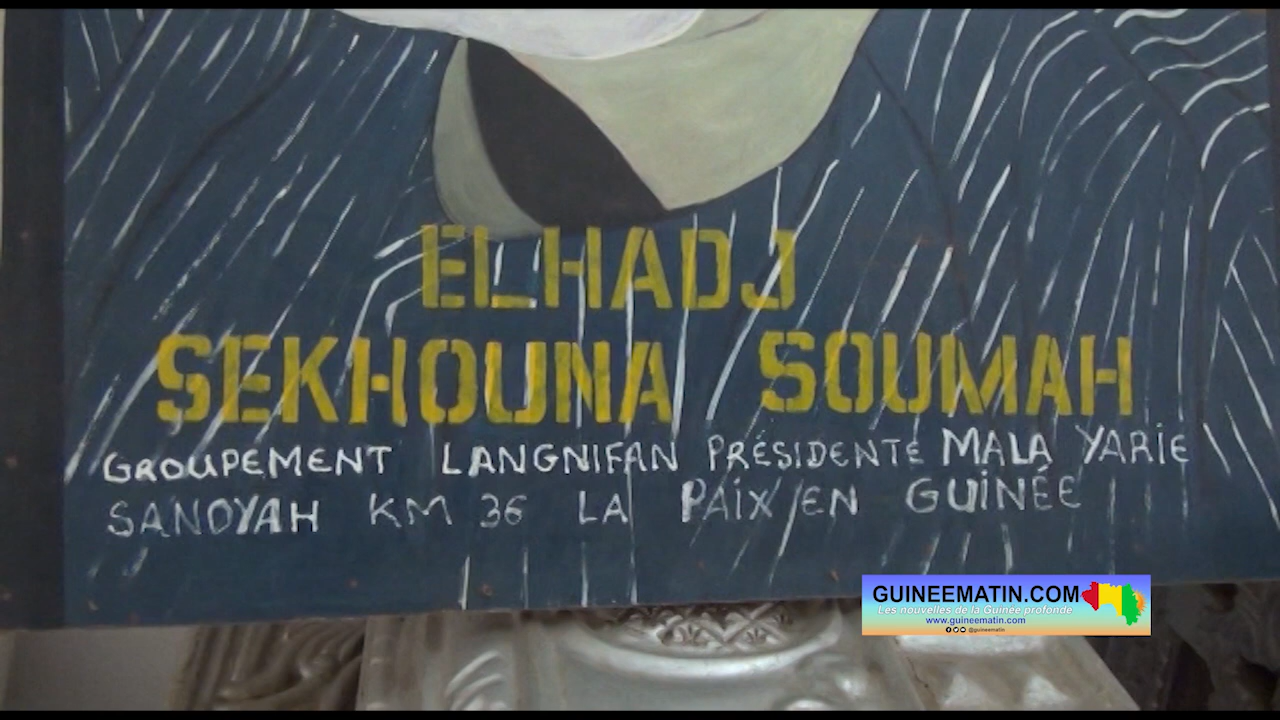 ELHADJ
SEKHOUNA SOUMAH
GROUPEMENT LANGNIFAN PRÉSIDENTE MALA YARIE
SANOYAH KM 36 LA PAIX EN GUINÉE
GUINEEMATIN.COM
Les nouvelles de la Guinée profonde
www.guineematin.com
@guineematin